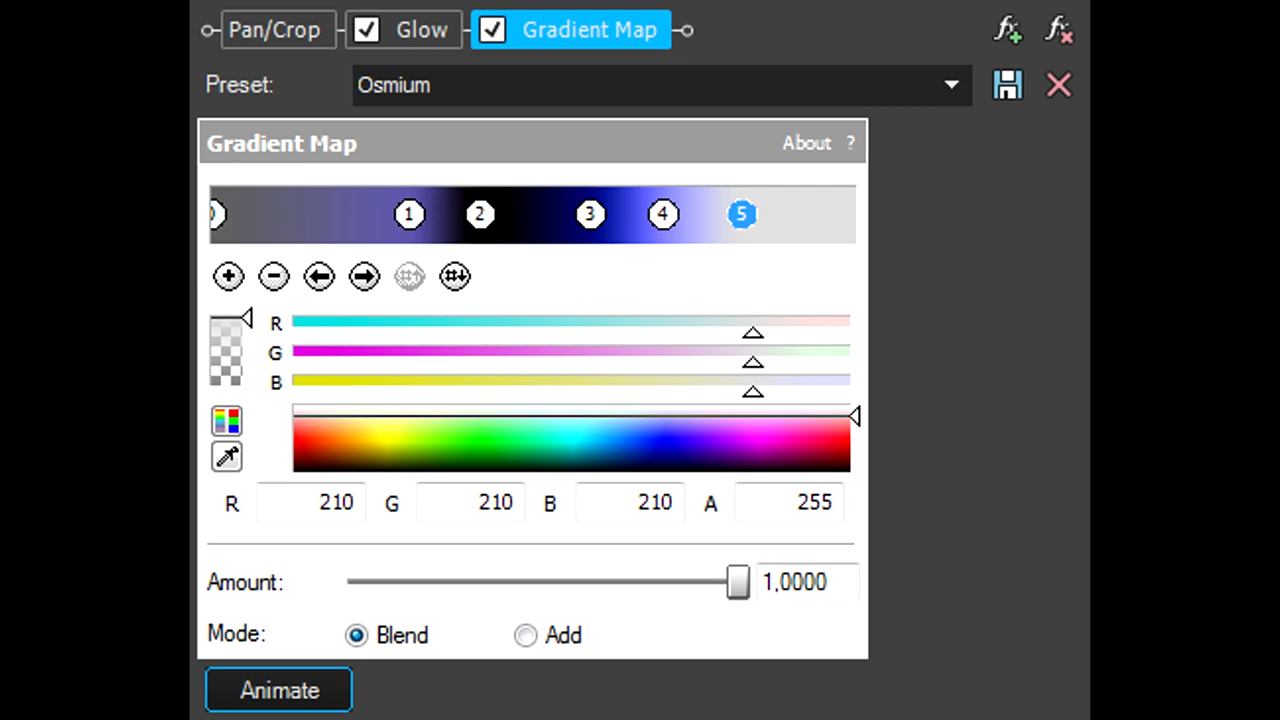 Pan/Crop Glow Gradient Map
Preset: Osmium
Gradient Map About ?
1 2 3 4 5
R
G
B
R 210 G 210 B 210 A 255
Amount: 1,0000
Mode: Blend Add
Animate